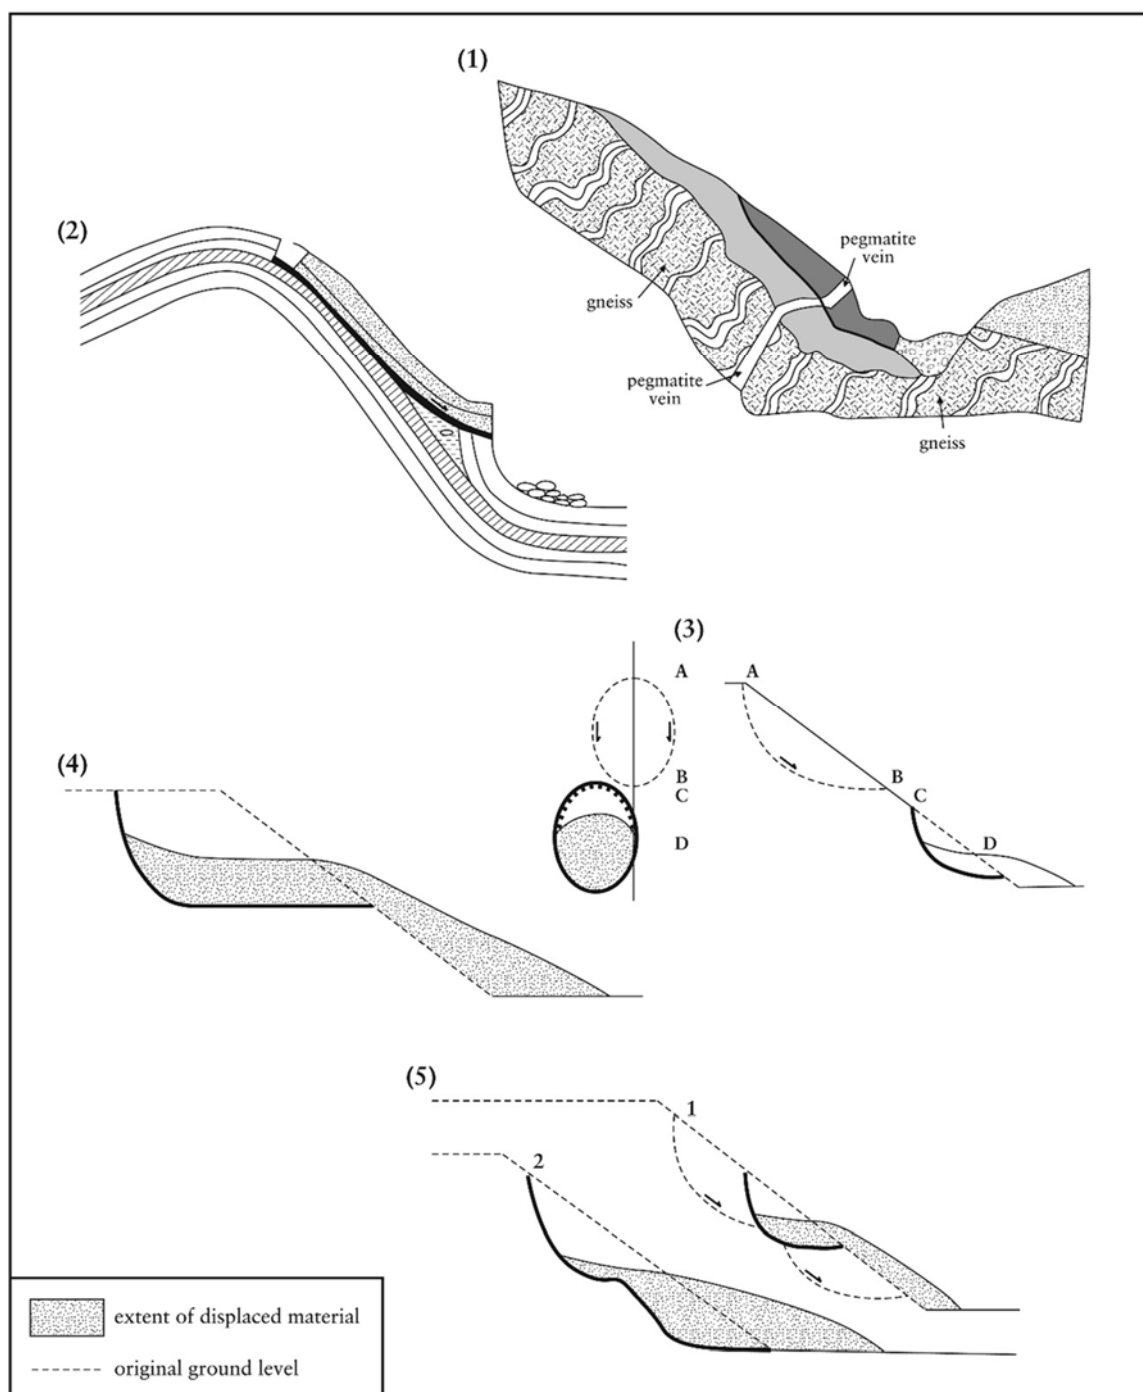 (1)
pegmatite
vein
gneiss
pegmatite
vein
gneiss
(2)
(3)
A
B
C
D
A
B
C
D
(4)
(5)
1
2
extent of displaced material
original ground level